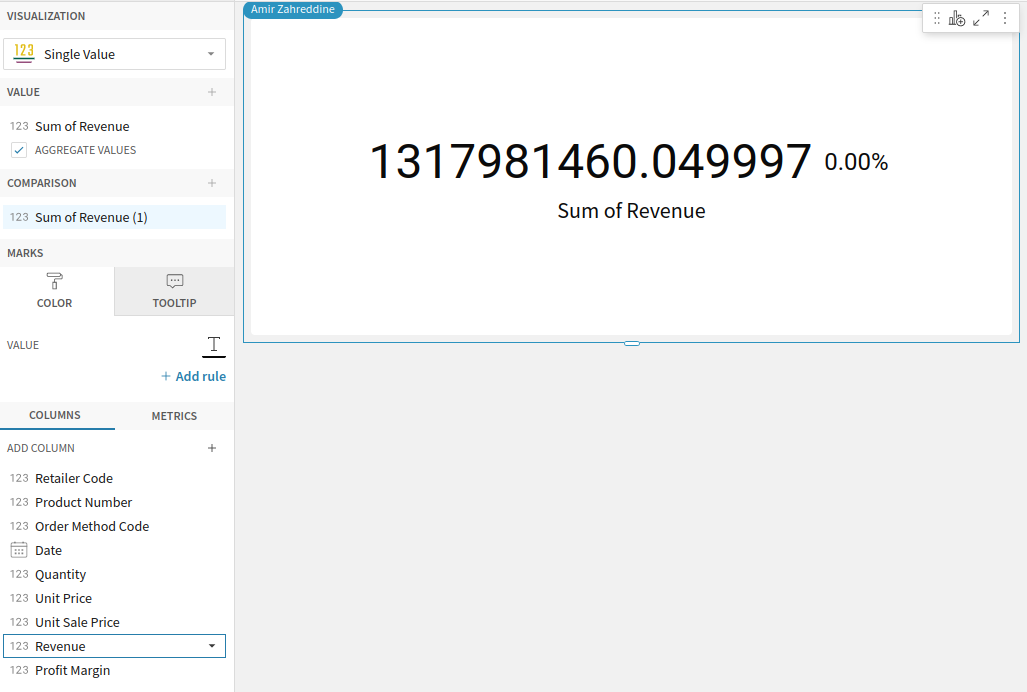 VISUALIZATION
123 Single Value
VALUE
123 Sum of Revenue
AGGREGATE VALUES
COMPARISON
123 Sum of Revenue (1)
MARKS
COLOR TOOLTIP
VALUE T
+ Add rule
COLUMNS METRICS
ADD COLUMN
123 Retailer Code
123 Product Number
123 Order Method Code
Date
123 Quantity
123 Unit Price
123 Unit Sale Price
123 Revenue
123 Profit Margin
Amir Zahreddine
1317981460.049997 0.00%
Sum of Revenue